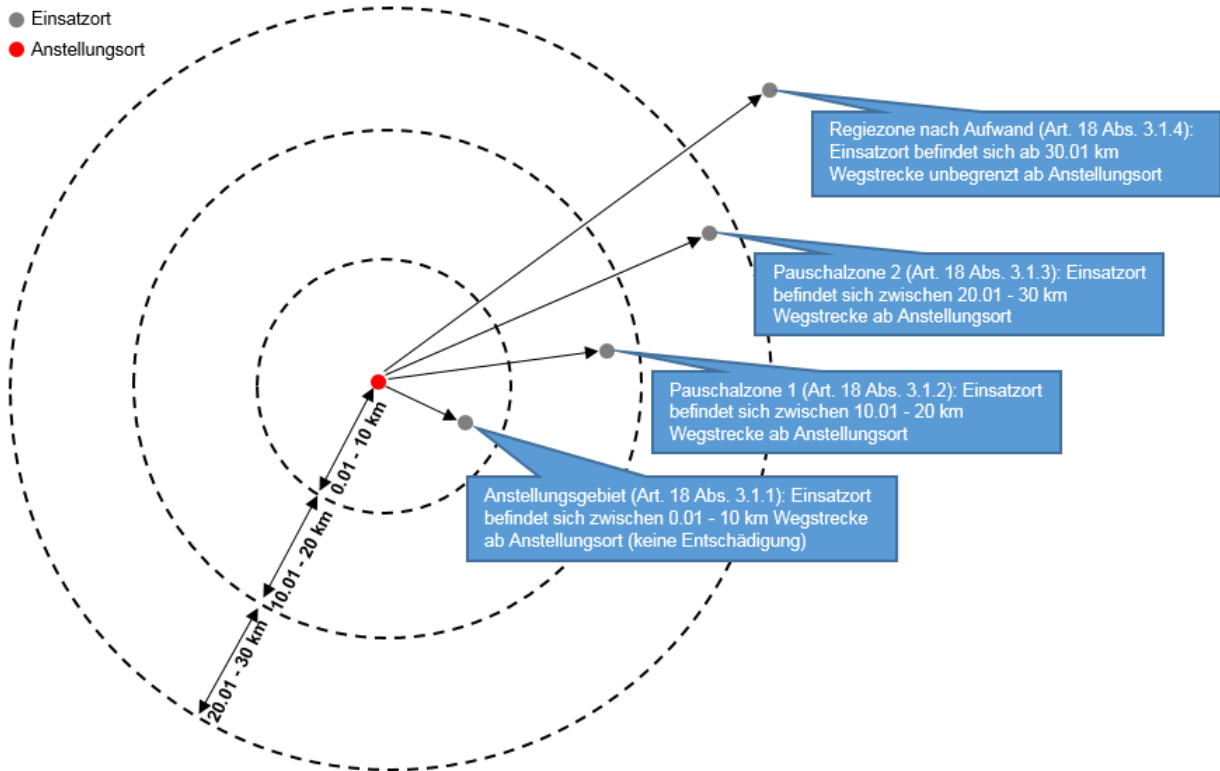 Einsatzort
Anstellungsort
Regiezone nach Aufwand (Art. 18 Abs. 3.1.4):
Einsatzort befindet sich ab 30.01 km
Wegstrecke unbegrenzt ab Anstellungsort
Pauschalzone 2 (Art. 18 Abs. 3.1.3): Einsatzort
befindet sich zwischen 20.01 - 30 km
Wegstrecke ab Anstellungsort
Pauschalzone 1 (Art. 18 Abs. 3.1.2): Einsatzort
befindet sich zwischen 10.01 - 20 km
Wegstrecke ab Anstellungsort
Anstellungsgebiet (Art. 18 Abs. 3.1.1): Einsatzort
befindet sich zwischen 0.01 - 10 km Wegstrecke
ab Anstellungsort (keine Entschädigung)
0.01 - 10 km
10.01 - 20 km
20.01 - 30 km